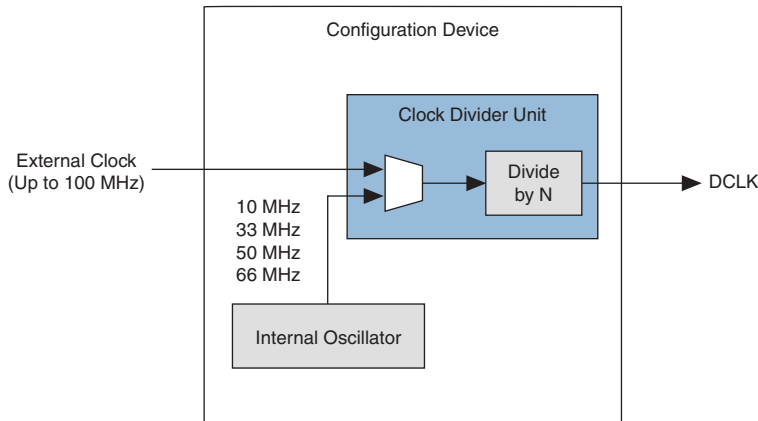 Configuration Device
Clock Divider Unit
External Clock
(Up to 100 MHz)
Divide
by N
DCLK
10 MHz
33 MHz
50 MHz
66 MHz
Internal Oscillator